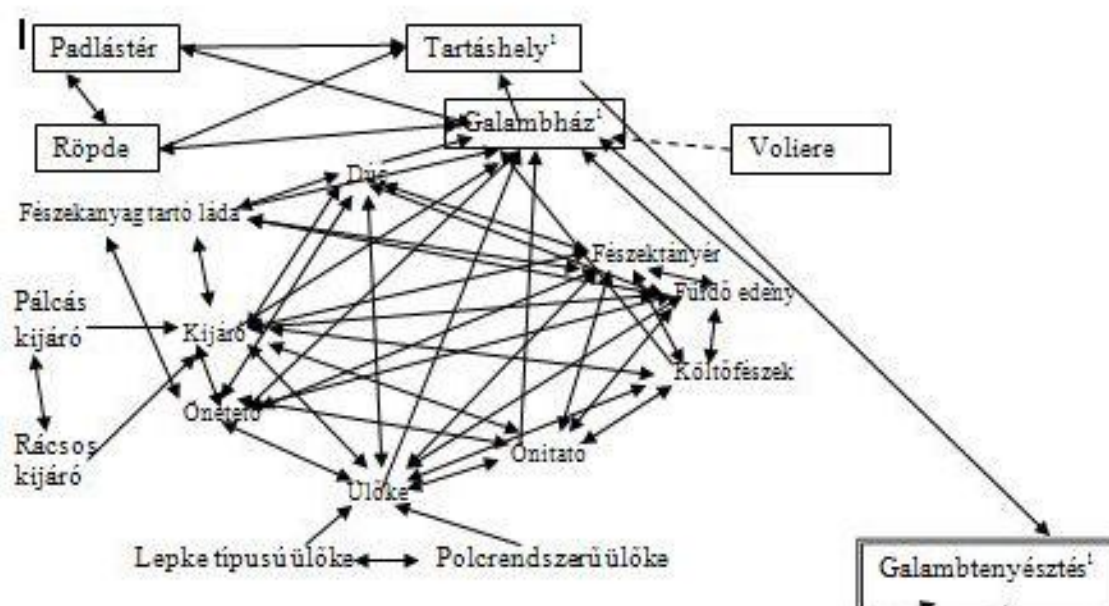 Padlástér
Tartáshely¹
Galambház¹
Röpde
Voliere
Dúc
Fészekanyag tartó láda
Fészektányér
Fürdő edény
Pálcás
kijáró
Kijáró
Költőfészek
Önetető
Rácsos
kijáró
Önitató
Ülőke
Lepke típusú ülőke
Polcrendszerű ülőke
Galambtenyésztés¹